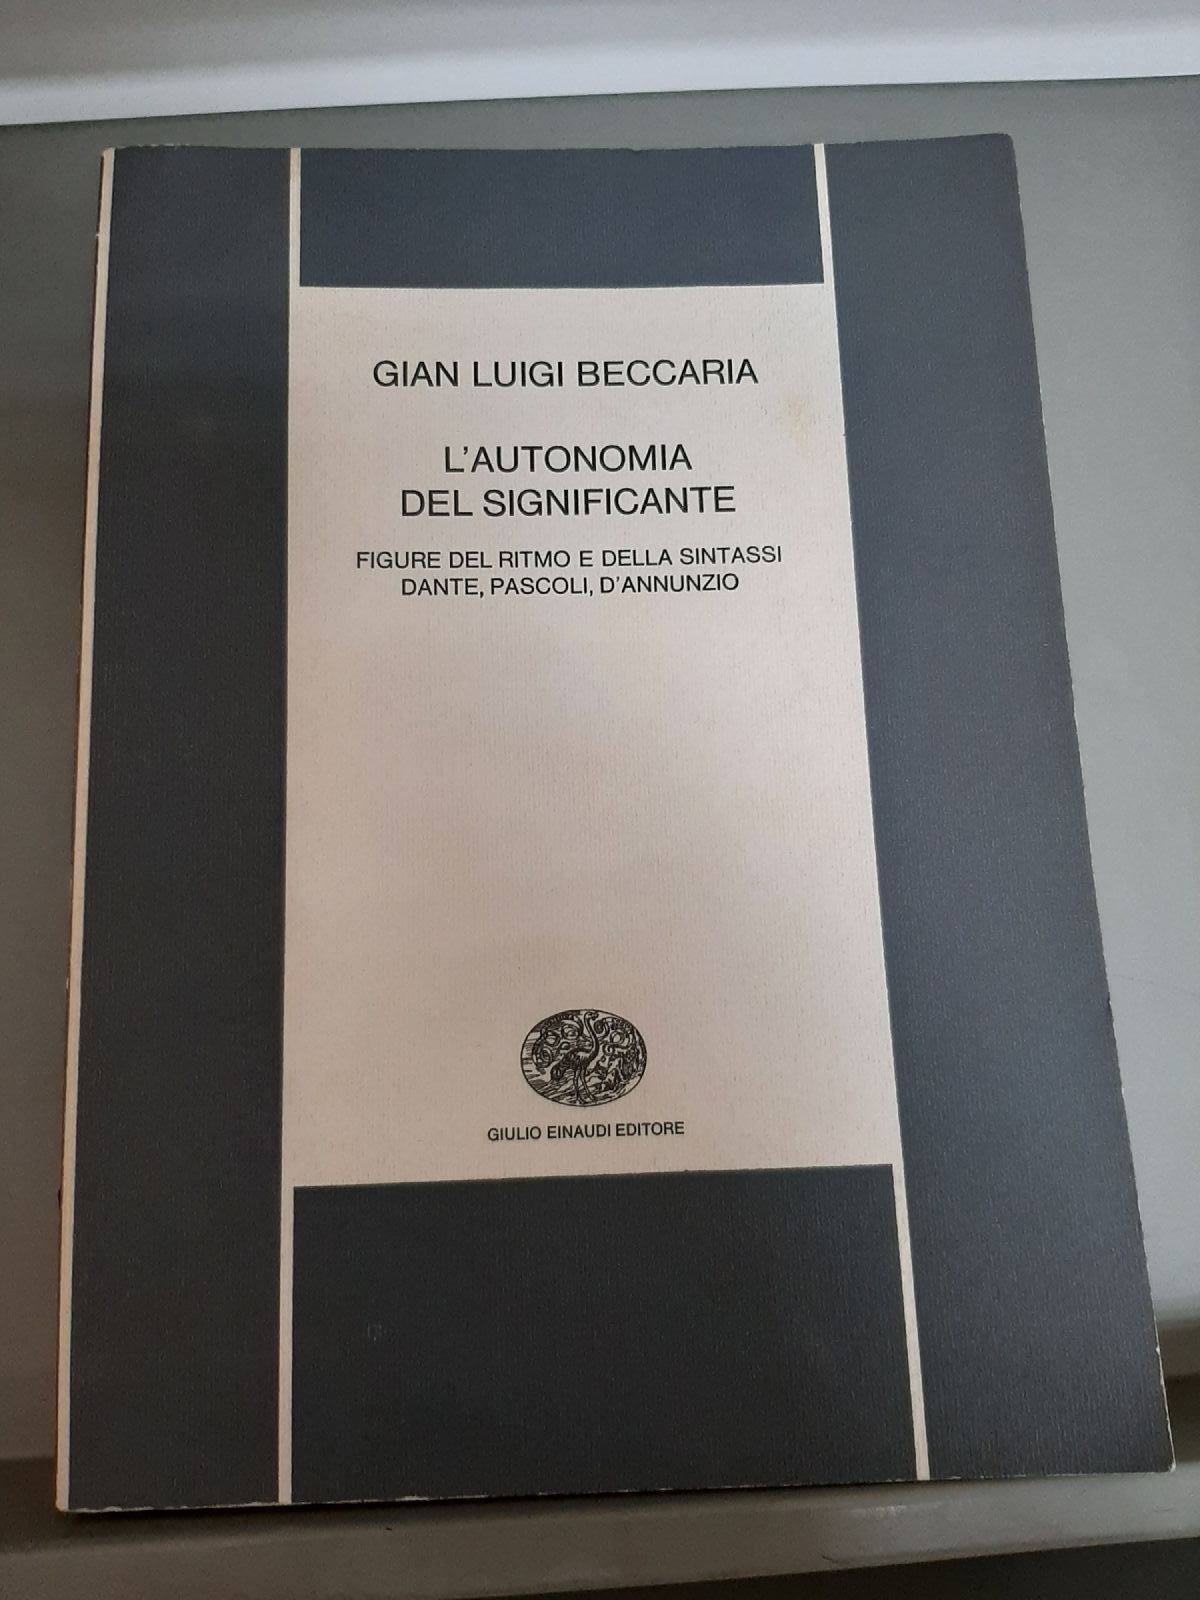 GIAN LUIGI BECCARIA
L'AUTONOMIA
DEL SIGNIFICANTE
FIGURE DEL RITMO E DELLA SINTASSI
DANTE, PASCOLI, D'ANNUNZIO
GIULIO EINAUDI EDITORE